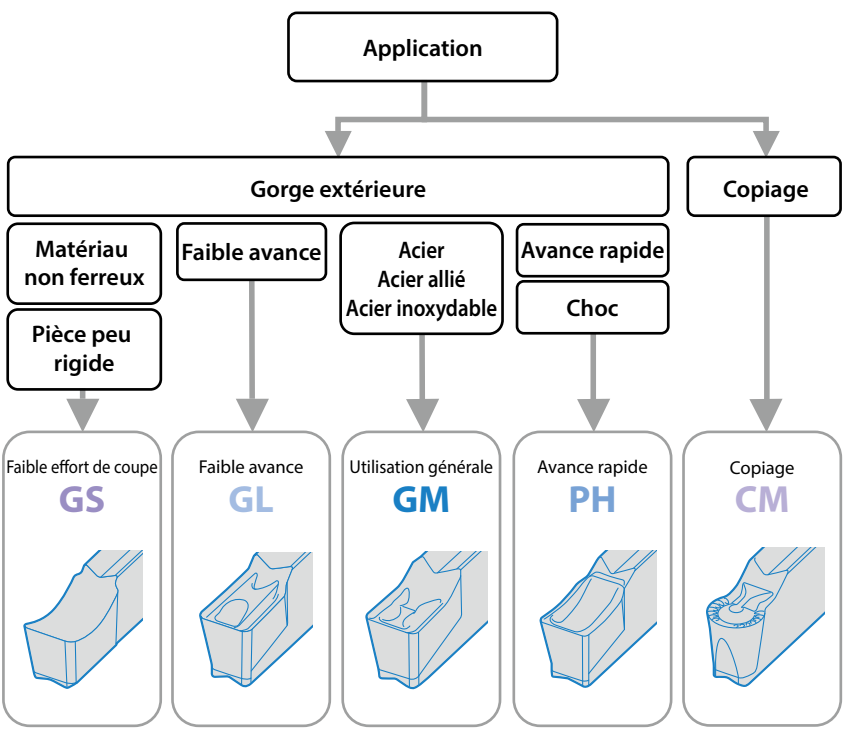 Application
Gorge extérieure
Copiage
Matériau
non ferreux
Pièce peu
rigide
Faible avance
Acier
Acier allié
Acier inoxydable
Avance rapide
Choc
Faible effort de coupe
GS
Faible avance
GL
Utilisation générale
GM
Avance rapide
PH
Copiage
CM